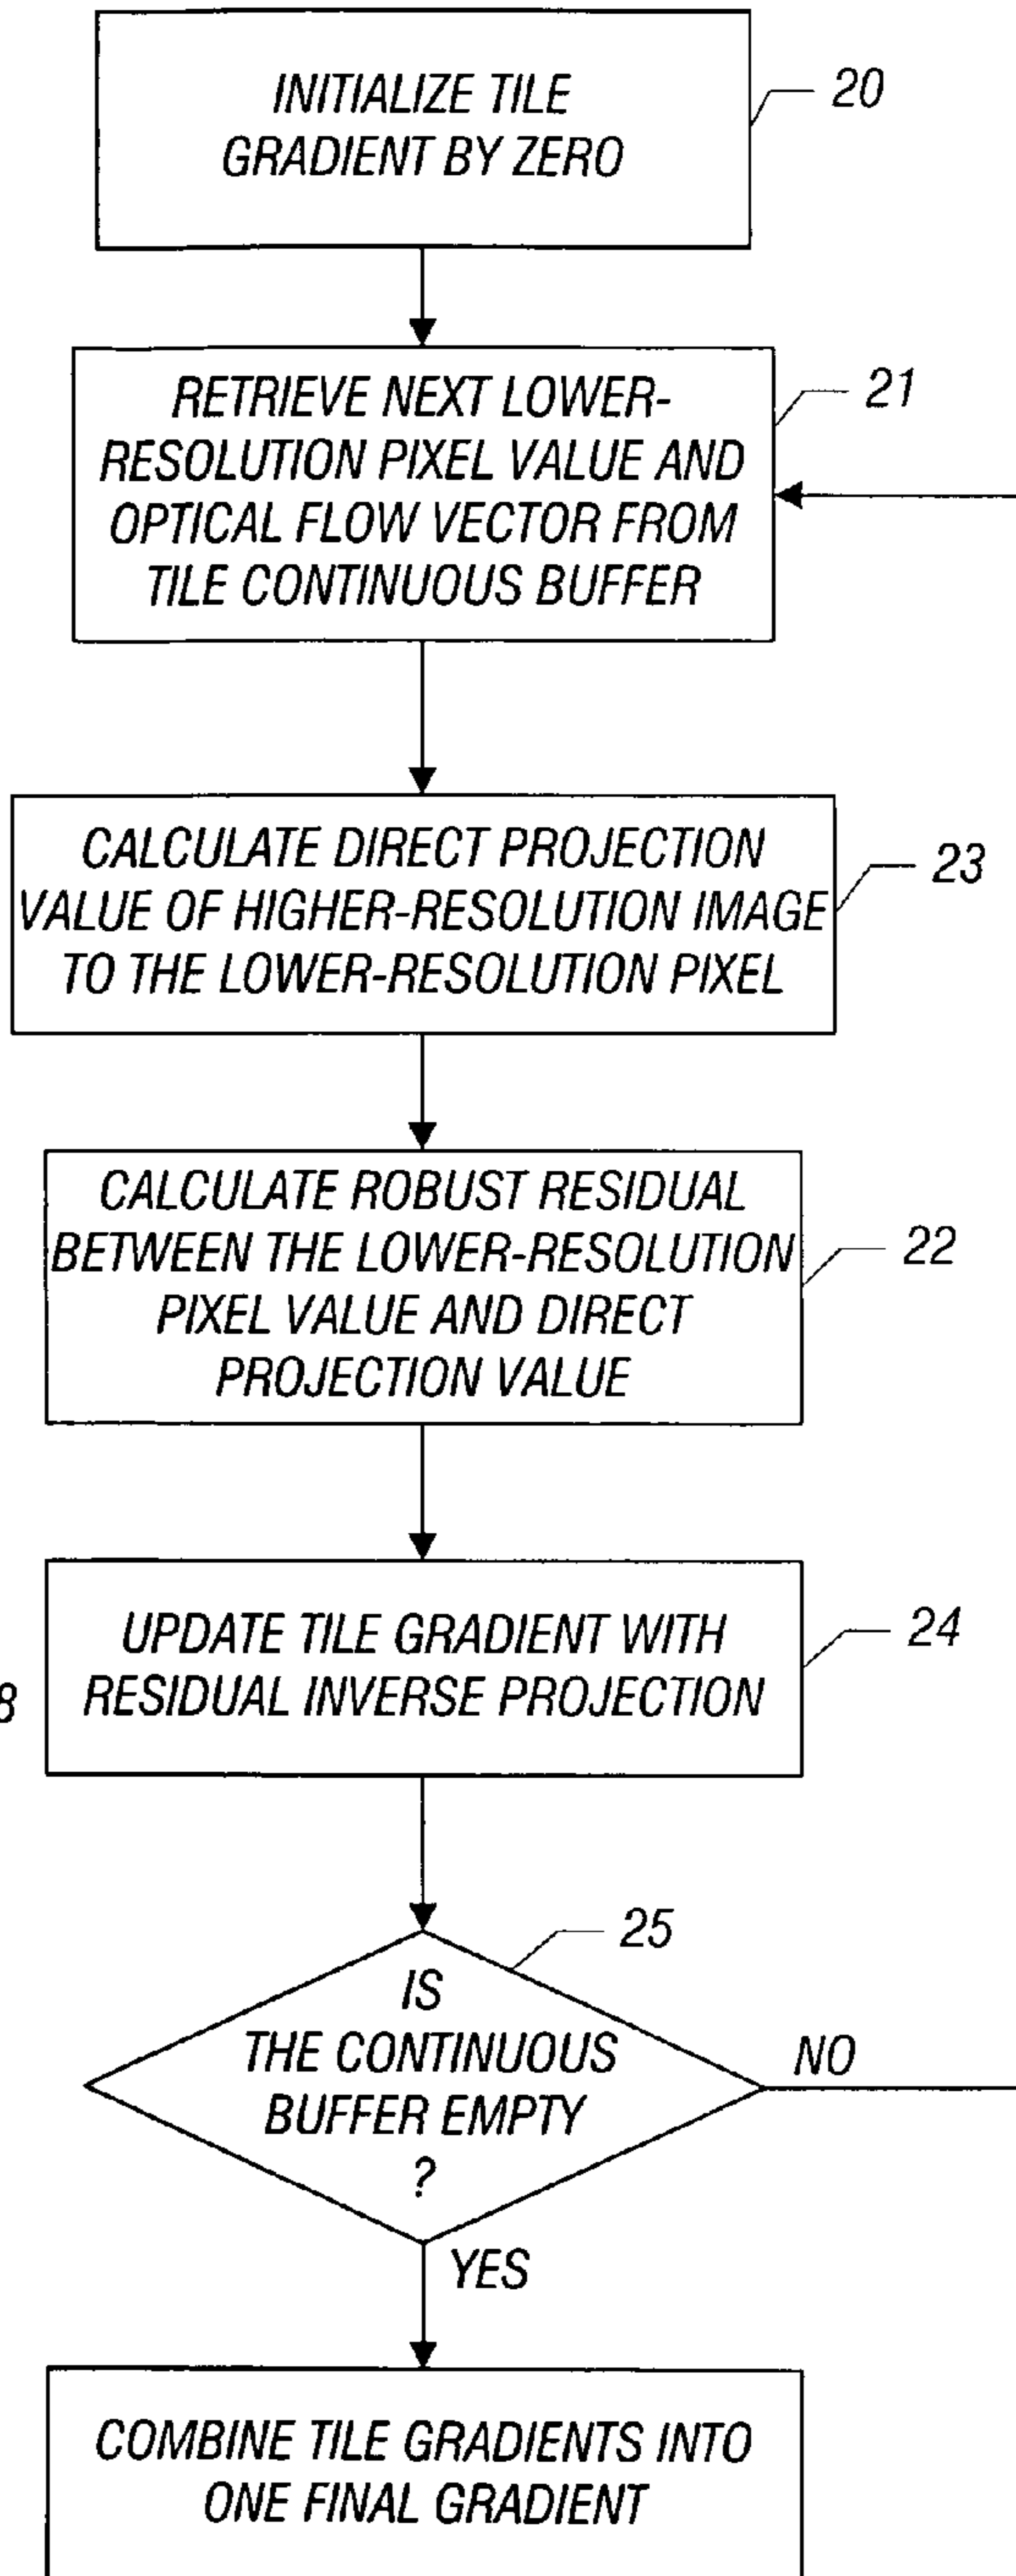 INITIALIZE TILE
GRADIENT BY ZERO
20
RETRIEVE NEXT LOWER-
RESOLUTION PIXEL VALUE AND
OPTICAL FLOW VECTOR FROM
TILE CONTINUOUS BUFFER
21
CALCULATE DIRECT PROJECTION
VALUE OF HIGHER-RESOLUTION IMAGE
TO THE LOWER-RESOLUTION PIXEL
23
CALCULATE ROBUST RESIDUAL
BETWEEN THE LOWER-RESOLUTION
PIXEL VALUE AND DIRECT
PROJECTION VALUE
22
UPDATE TILE GRADIENT WITH
RESIDUAL INVERSE PROJECTION
24
8
25
IS
THE CONTINUOUS
BUFFER EMPTY
?
NO
YES
COMBINE TILE GRADIENTS INTO
ONE FINAL GRADIENT